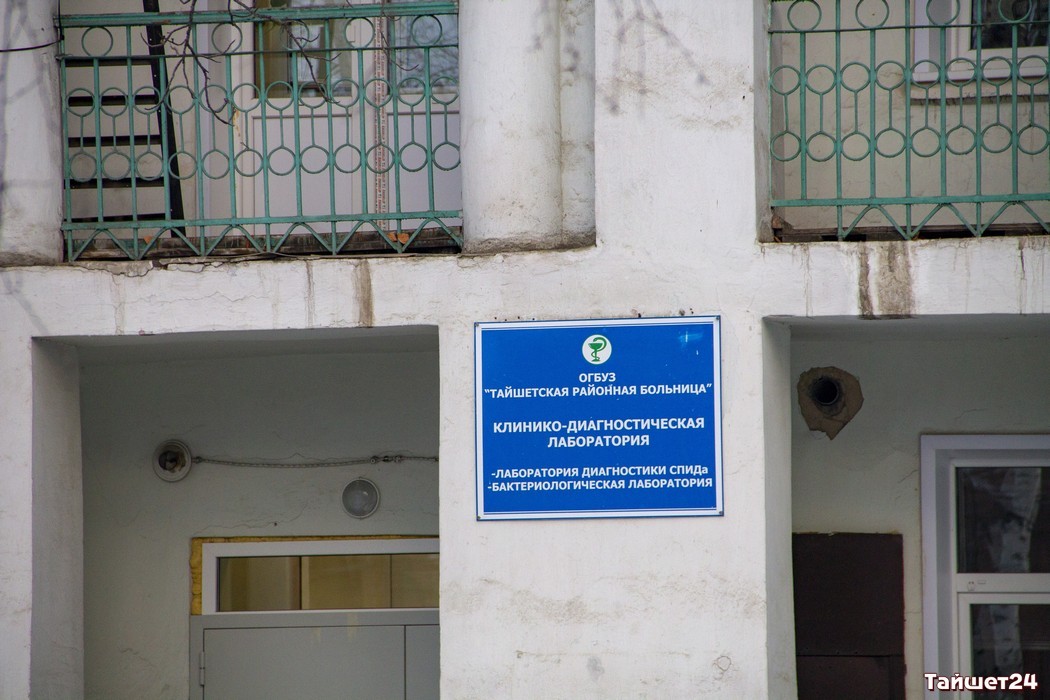 ОГБУЗ
"ТАЙШЕТСКАЯ РАЙОННАЯ БОЛЬНИЦА"
КЛИНИКО-ДИАГНОСТИЧЕСКАЯ
ЛАБОРАТОРИЯ
-ЛАБОРАТОРИЯ ДИАГНОСТИКИ СПИДа
-БАКТЕРИОЛОГИЧЕСКАЯ ЛАБОРАТОРИЯ
Тайшет24